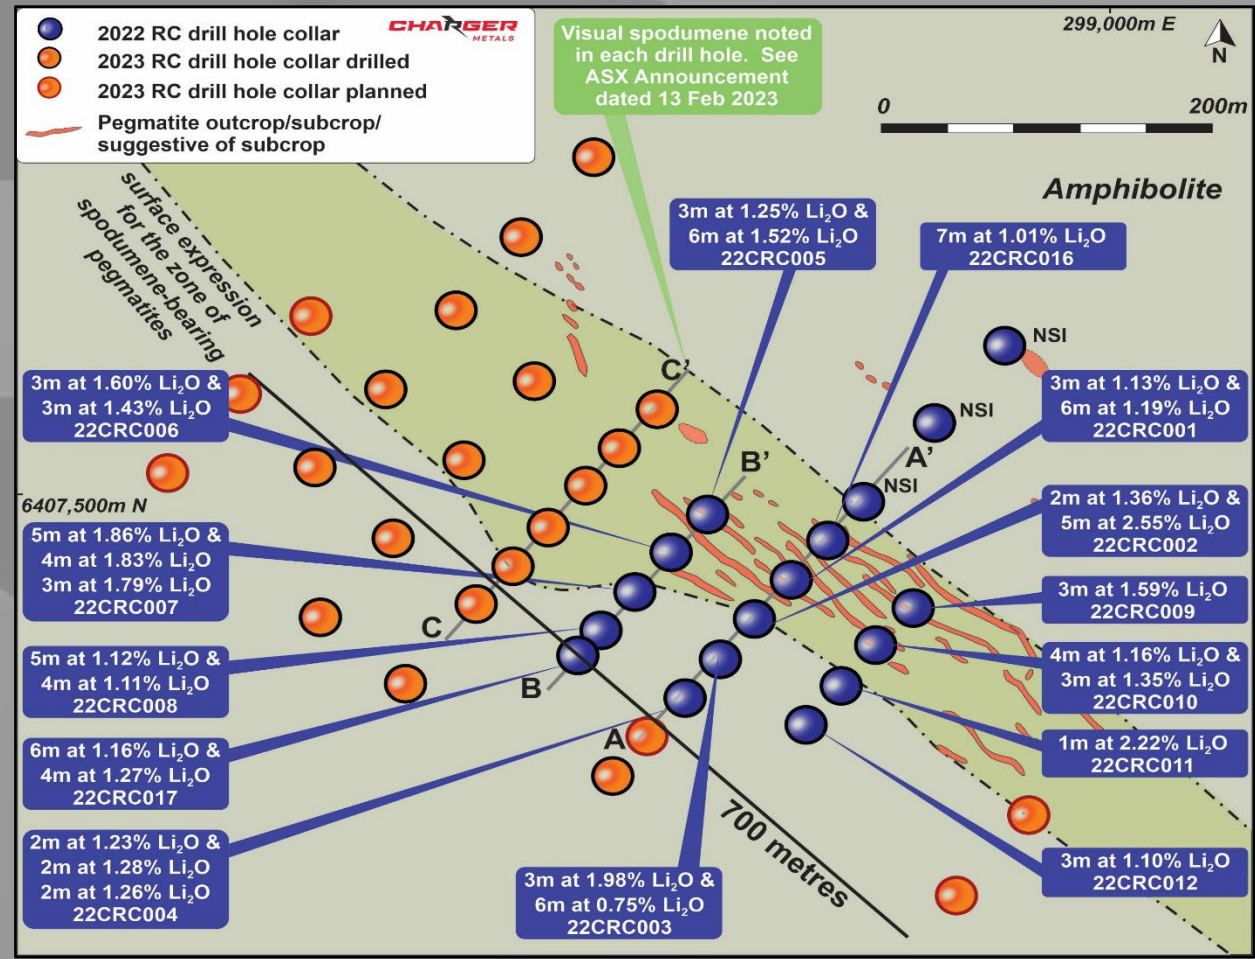 2022 RC drill hole collar
2023 RC drill hole collar drilled
2023 RC drill hole collar planned
Pegmatite outcrop/subcrop/
suggestive of subcrop
CHARGER
METALS
Visual spodumene noted
in each drill hole. See
ASX Announcement
dated 13 Feb 2023
299,000m E
N
0
200m
Amphibolite
surface expression
for the zone of
spodumene-bearing
pegmatites
3m at 1.25% Li₂O &
6m at 1.52% Li₂O
22CRC005
7m at 1.01% Li₂O
22CRC016
NSI
NSI
NSI
3m at 1.60% Li₂O &
3m at 1.43% Li₂O
22CRC006
3m at 1.13% Li₂O &
6m at 1.19% Li₂O
22CRC001
C'
B'
A'
6407,500m N
2m at 1.36% Li₂O &
5m at 2.55% Li₂O
22CRC002
5m at 1.86% Li₂O &
4m at 1.83% Li₂O
3m at 1.79% Li₂O
22CRC007
3m at 1.59% Li₂O
22CRC009
C
B
A
5m at 1.12% Li₂O &
4m at 1.11% Li₂O
22CRC008
4m at 1.16% Li₂O &
3m at 1.35% Li₂O
22CRC010
6m at 1.16% Li₂O &
4m at 1.27% Li₂O
22CRC017
1m at 2.22% Li₂O
22CRC011
700 metres
2m at 1.23% Li₂O &
2m at 1.28% Li₂O
2m at 1.26% Li₂O
22CRC004
3m at 1.98% Li₂O &
6m at 0.75% Li₂O
22CRC003
3m at 1.10% Li₂O
22CRC012